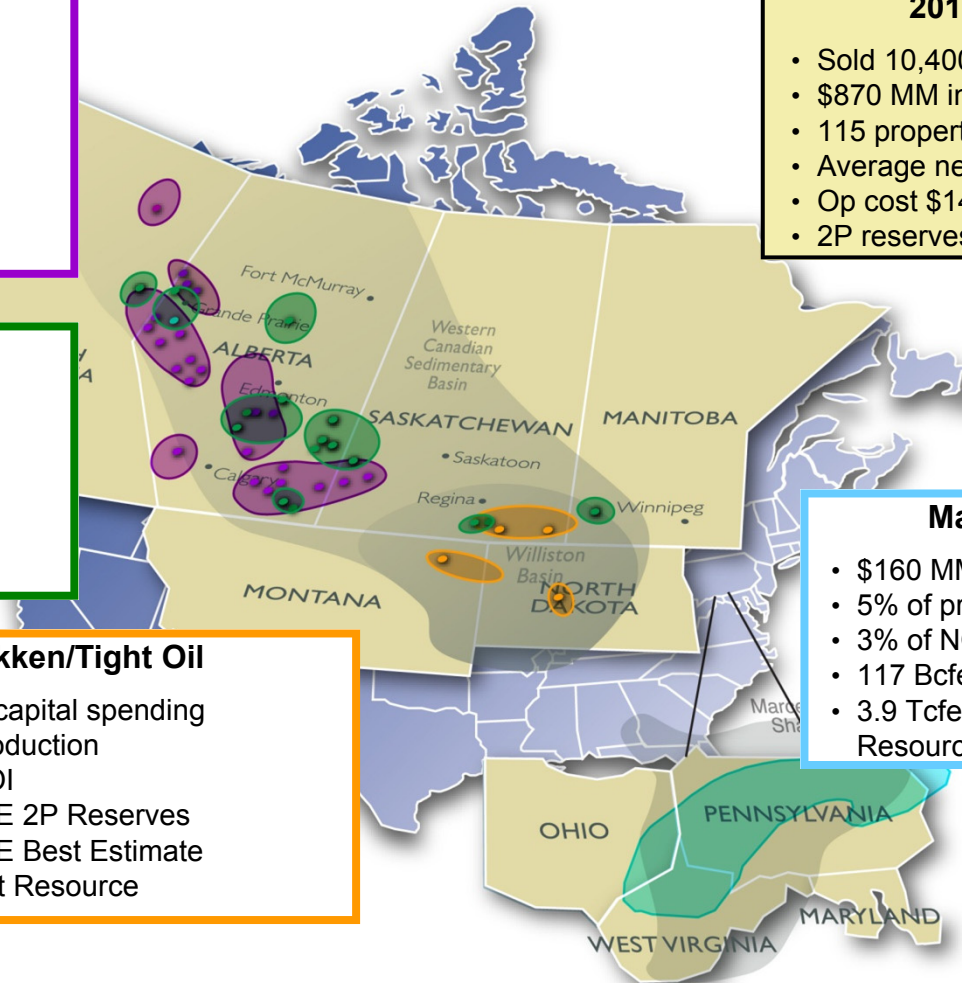 201
• Sold 10,400
• $870 MM in
• 115 propert
• Average ne
• Op cost $14
• 2P reserves
Fort McMurray
Grande Prairie
ALBERTA
Edmonton
Calgary
Western
Canadian
Sedimentary
Basin
SASKATCHEWAN
Saskatoon
Regina
MANITOBA
Winnipeg
H
A
Williston
Basin
MONTANA
NORTH
DAKOTA
Ma
• $160 MM
• 5% of pr
• 3% of N
• 117 Bcfe
• 3.9 Tcfe
Resourc
kken/Tight Oil
capital spending
oduction
OI
E 2P Reserves
E Best Estimate
t Resource
Marce
Sha
OHIO
PENNSYLVANIA
MARYLAND
WEST VIRGINIA